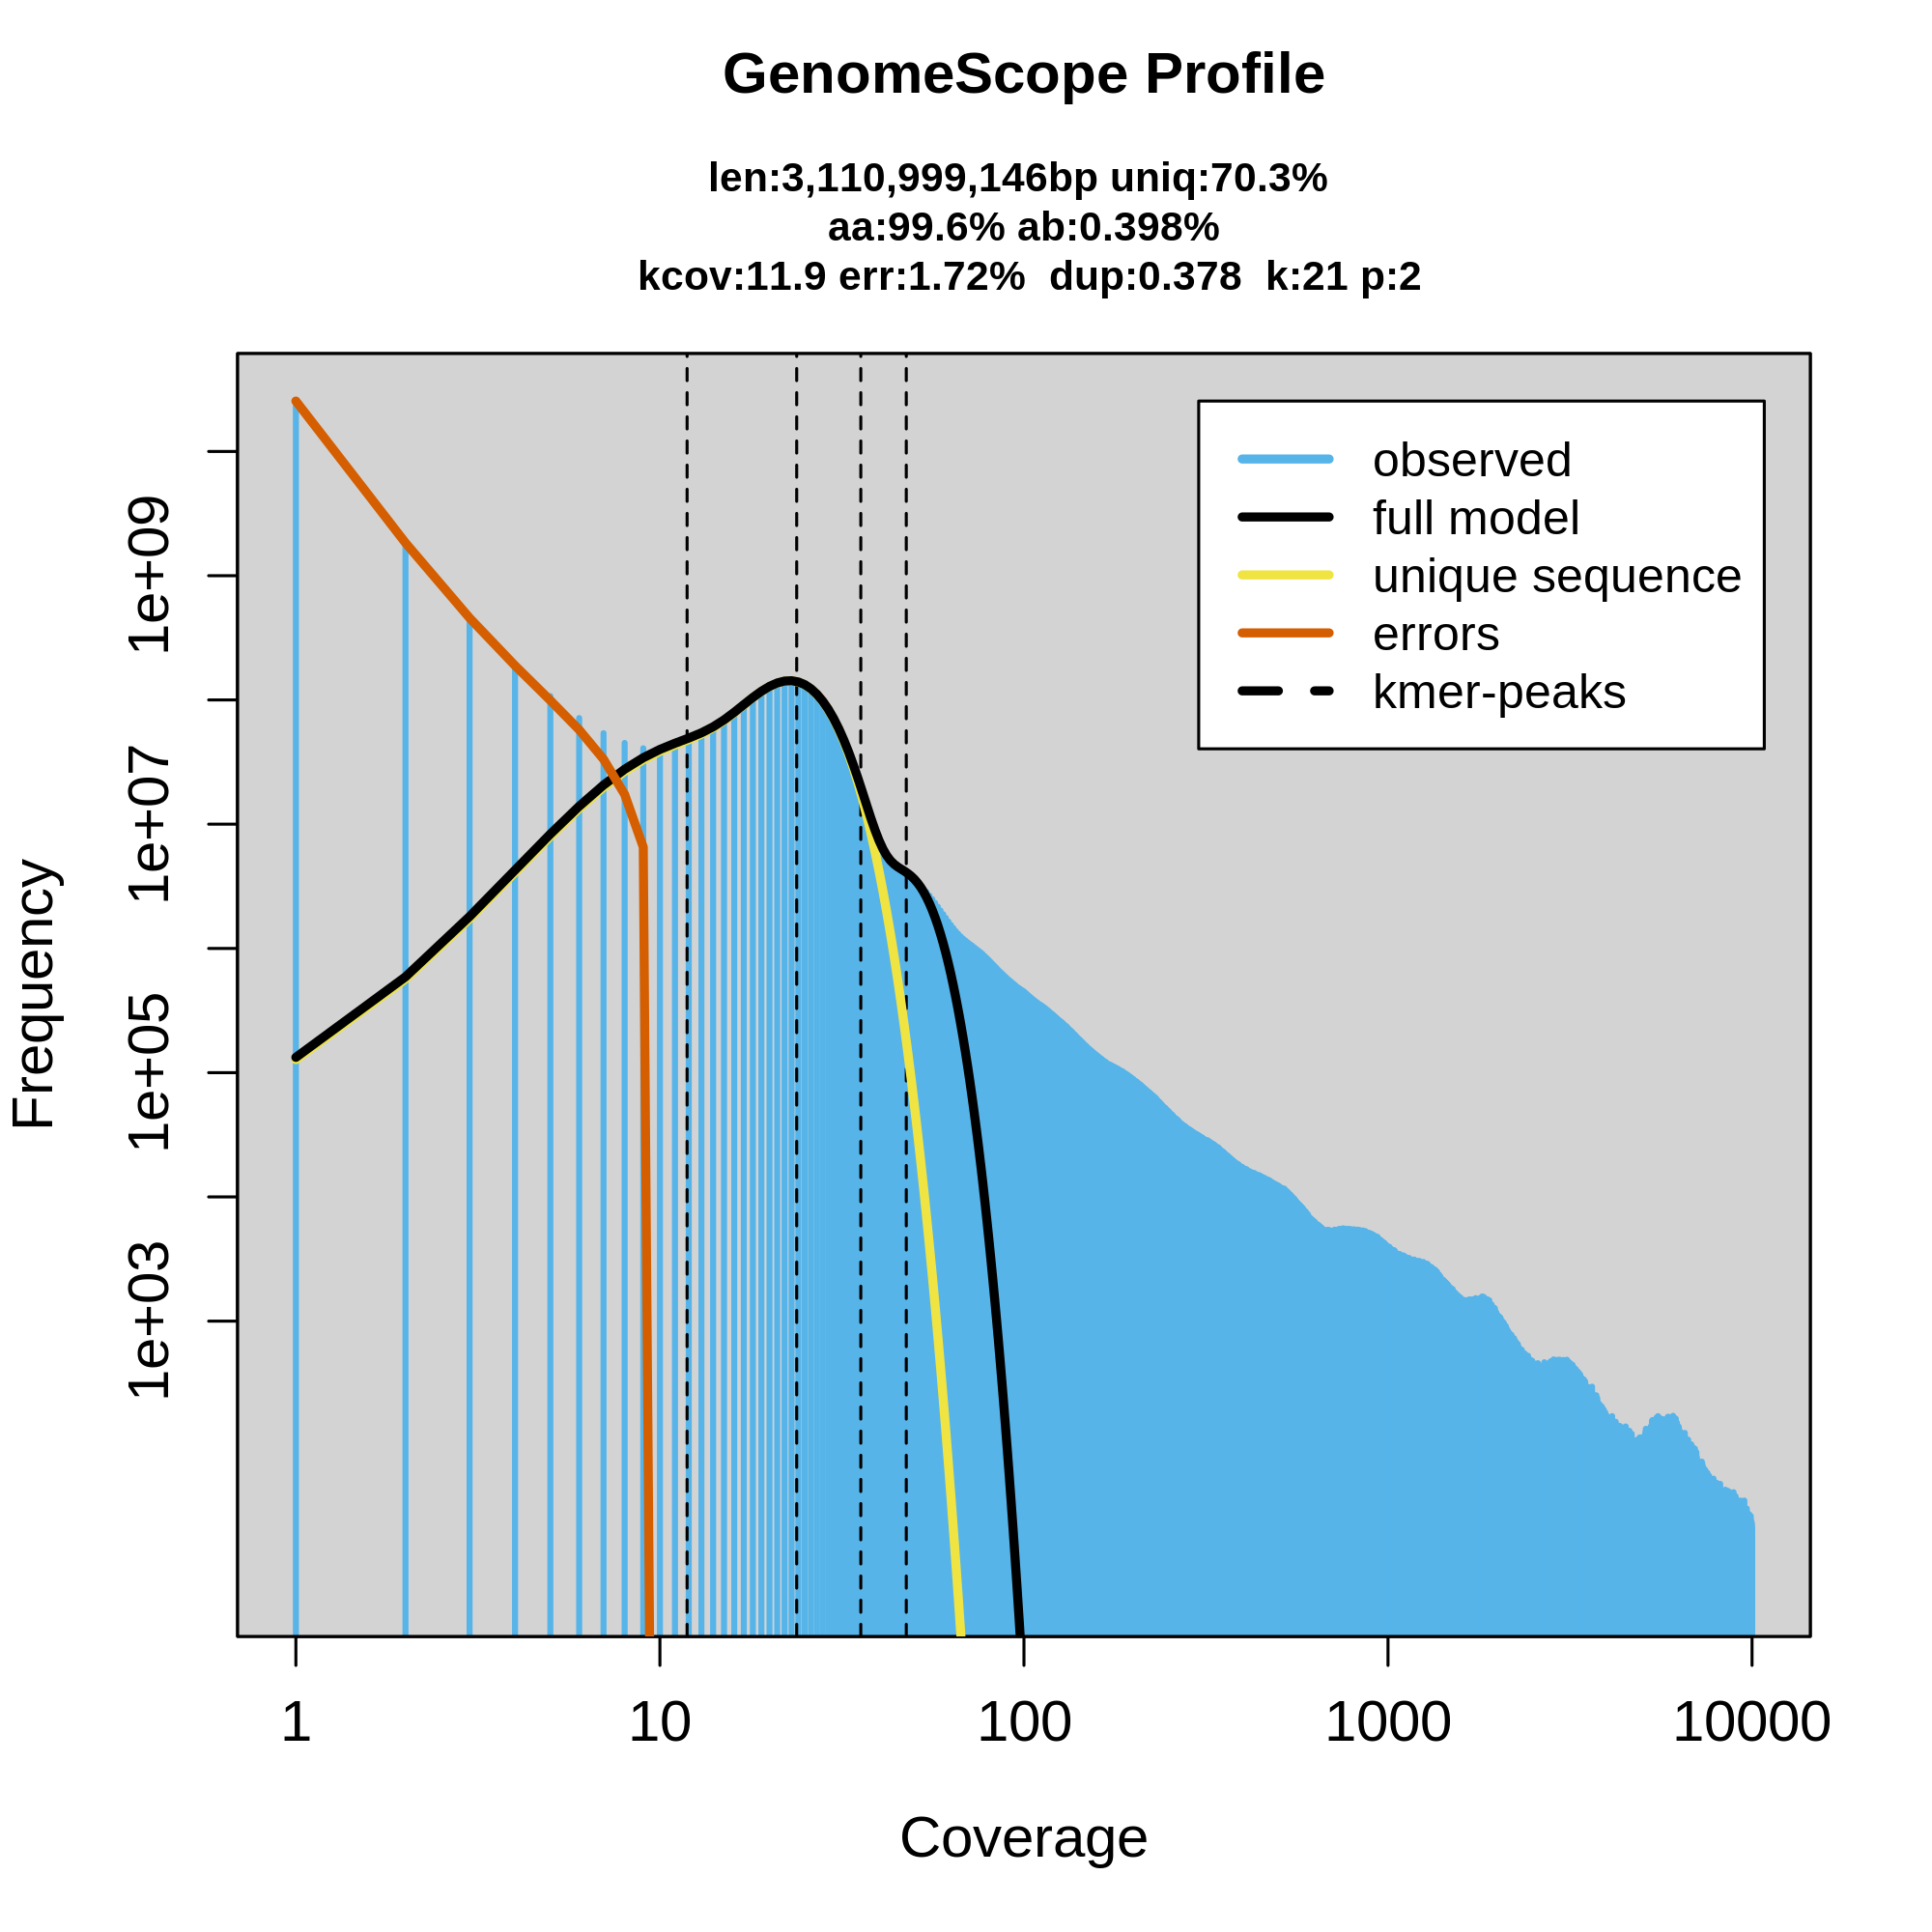 GenomeScope Profile
len:3,110,999,146bp uniq:70.3%
aa:99.6% ab:0.398%
kcov:11.9 err:1.72%  dup:0.378  k:21 p:2
observed
full model
unique sequence
errors
kmer-peaks
Frequency
1e+09
1e+07
1e+05
1e+03
1 10 100 1000 10000
Coverage